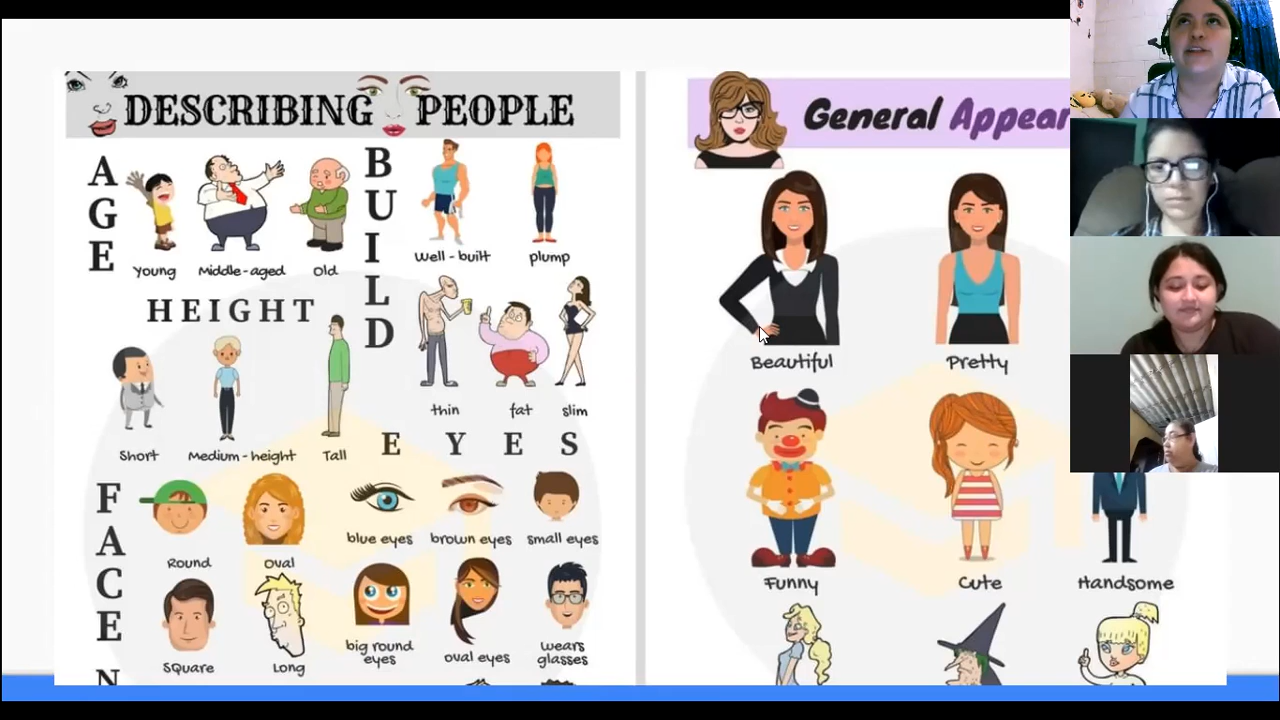 DESCRIBING PEOPLE
AGE
Young Middle-aged Old
HEIGHT
Short Medium-height Tall
BUILD
Well-built plump
thin fat slim
EYES
blue eyes brown eyes small eyes
big round eyes oval eyes wears glasses
FACE
Round Oval
Square Long
N
General Appear
Beautiful Pretty
Funny Cute Handsome